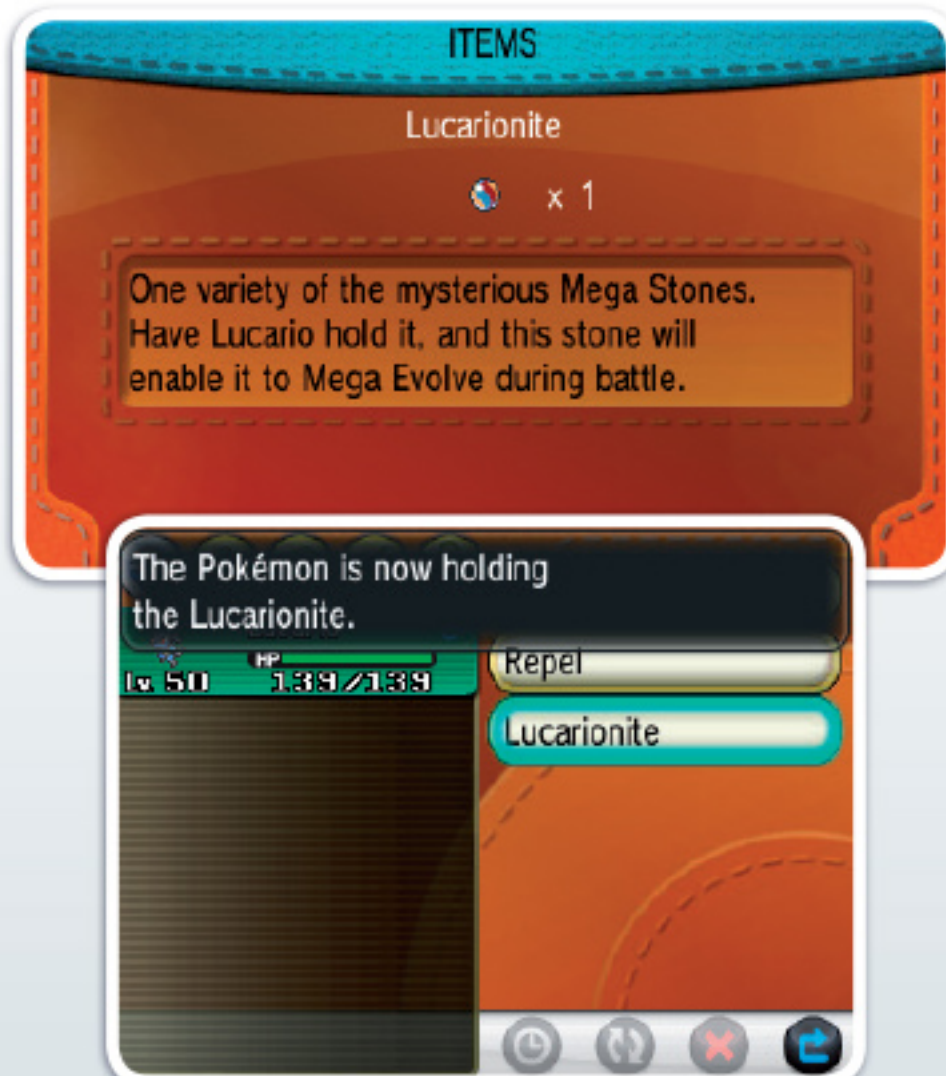 ITEMS
Lucarionite
x 1
One variety of the mysterious Mega Stones.
Have Lucario hold it, and this stone will
enable it to Mega Evolve during battle.
The Pokémon is now holding
the Lucarionite.
HP
Lv. 50 139/139
Repel
Lucarionite